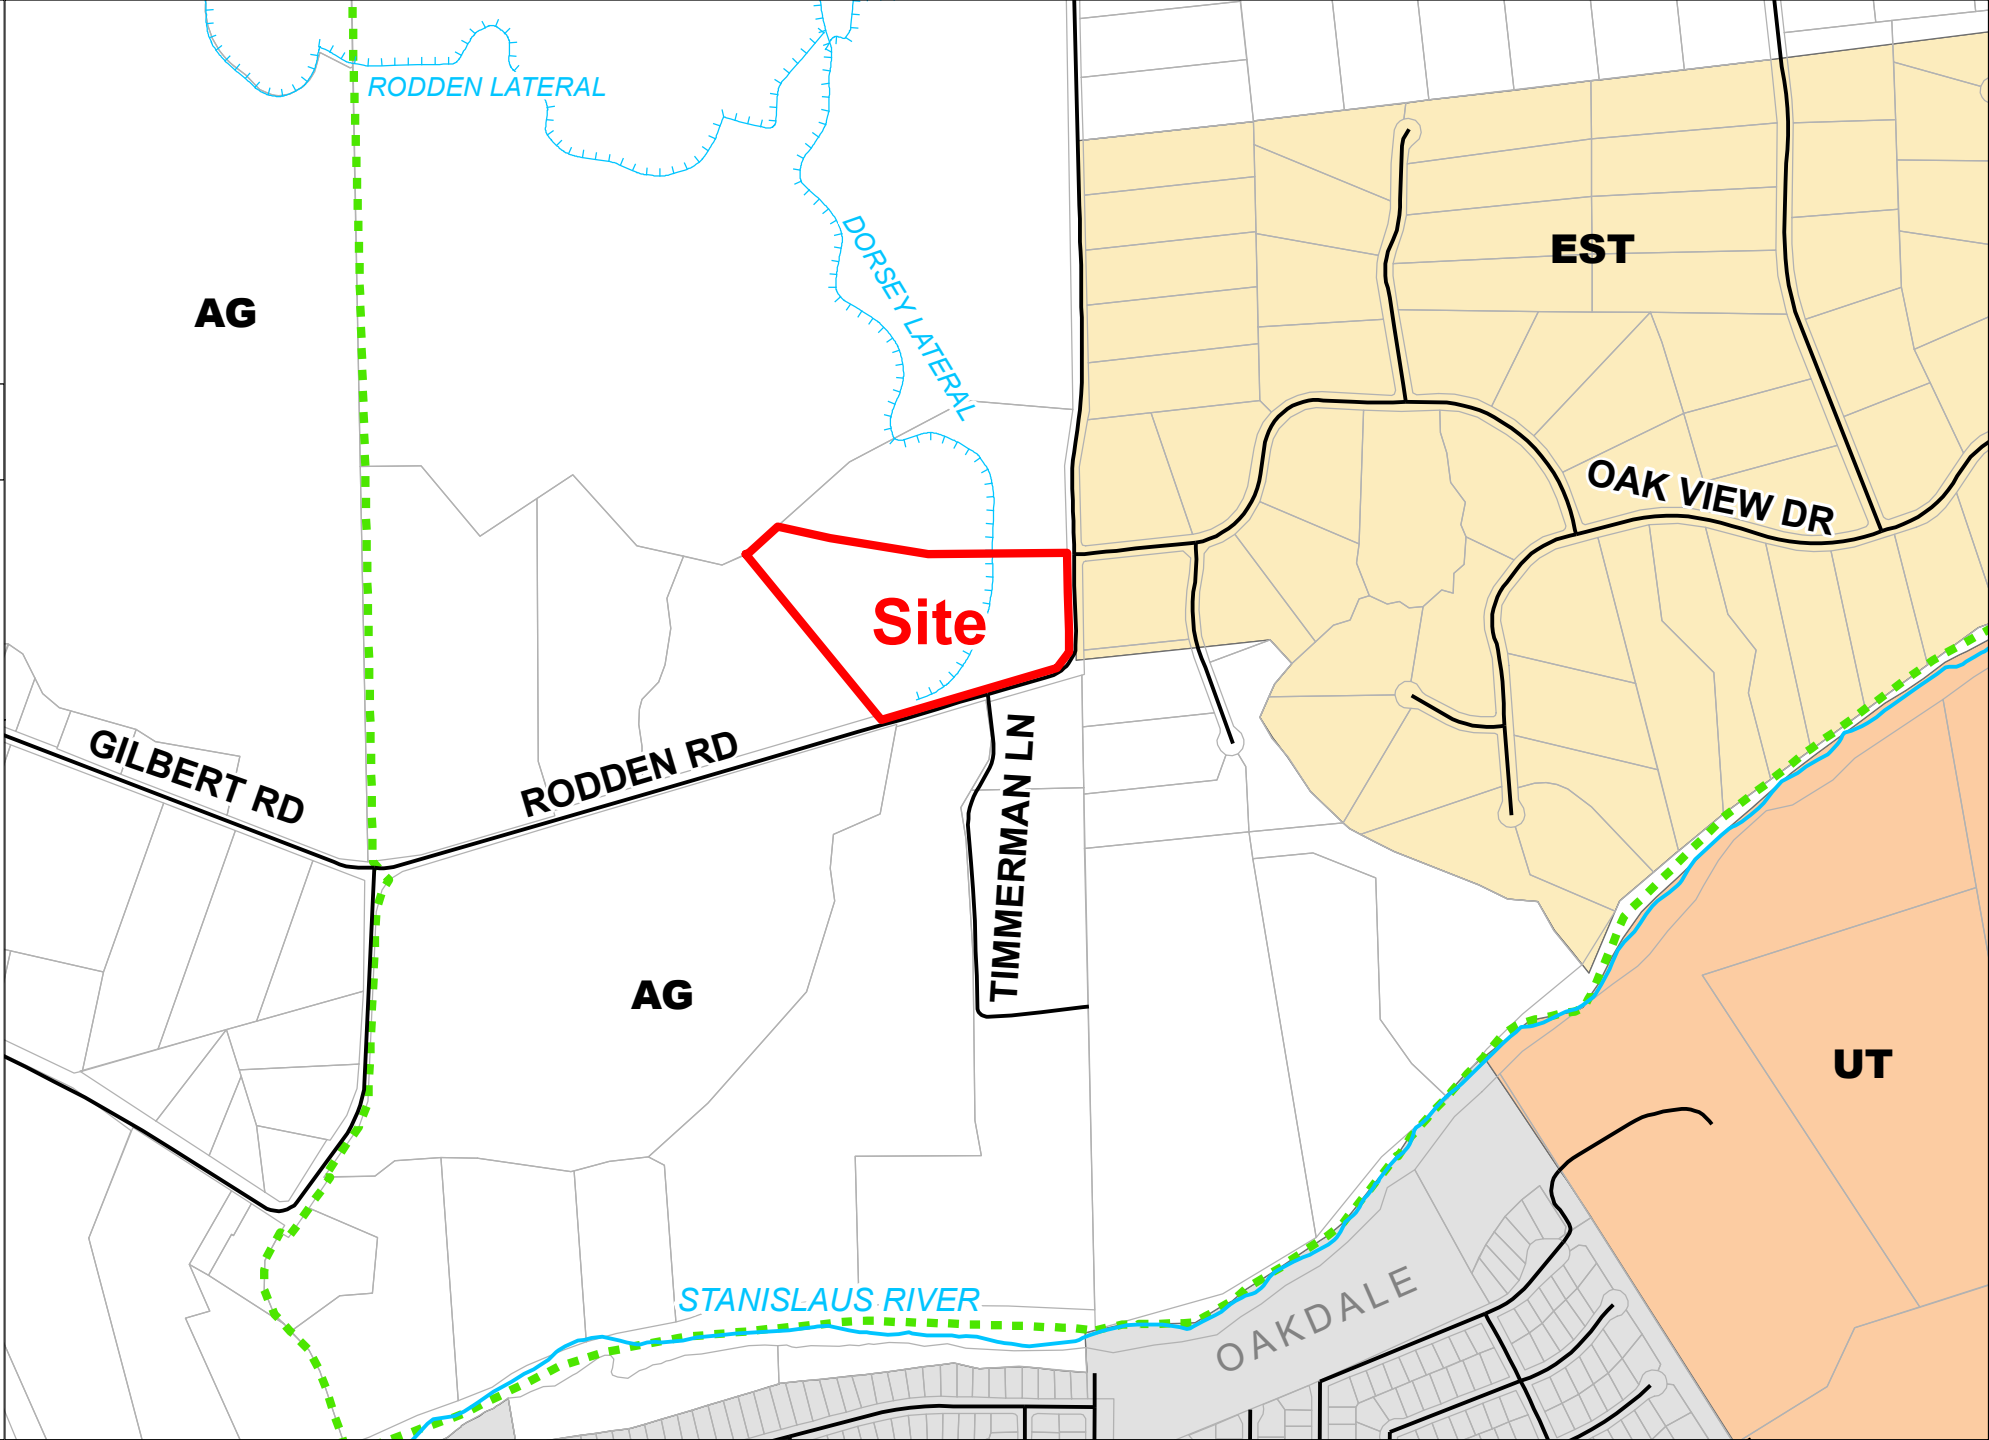 RODDEN LATERAL
DORSEY LATERAL
EST
AG
OAK VIEW DR
Site
GILBERT RD
RODDEN RD
TIMMERMAN LN
AG
UT
STANISLAUS RIVER
OAKDALE